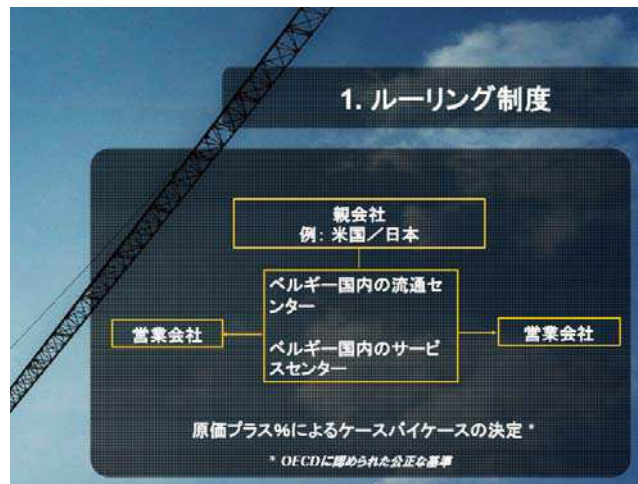 1. ルーリング制度
親会社
例: 米国／日本
ベルギー国内の流通セ
ンター
営業会社
営業会社
ベルギー国内のサービ
スセンター
原価プラス%によるケースバイケースの決定 *
* OECDに認められた公正な基準